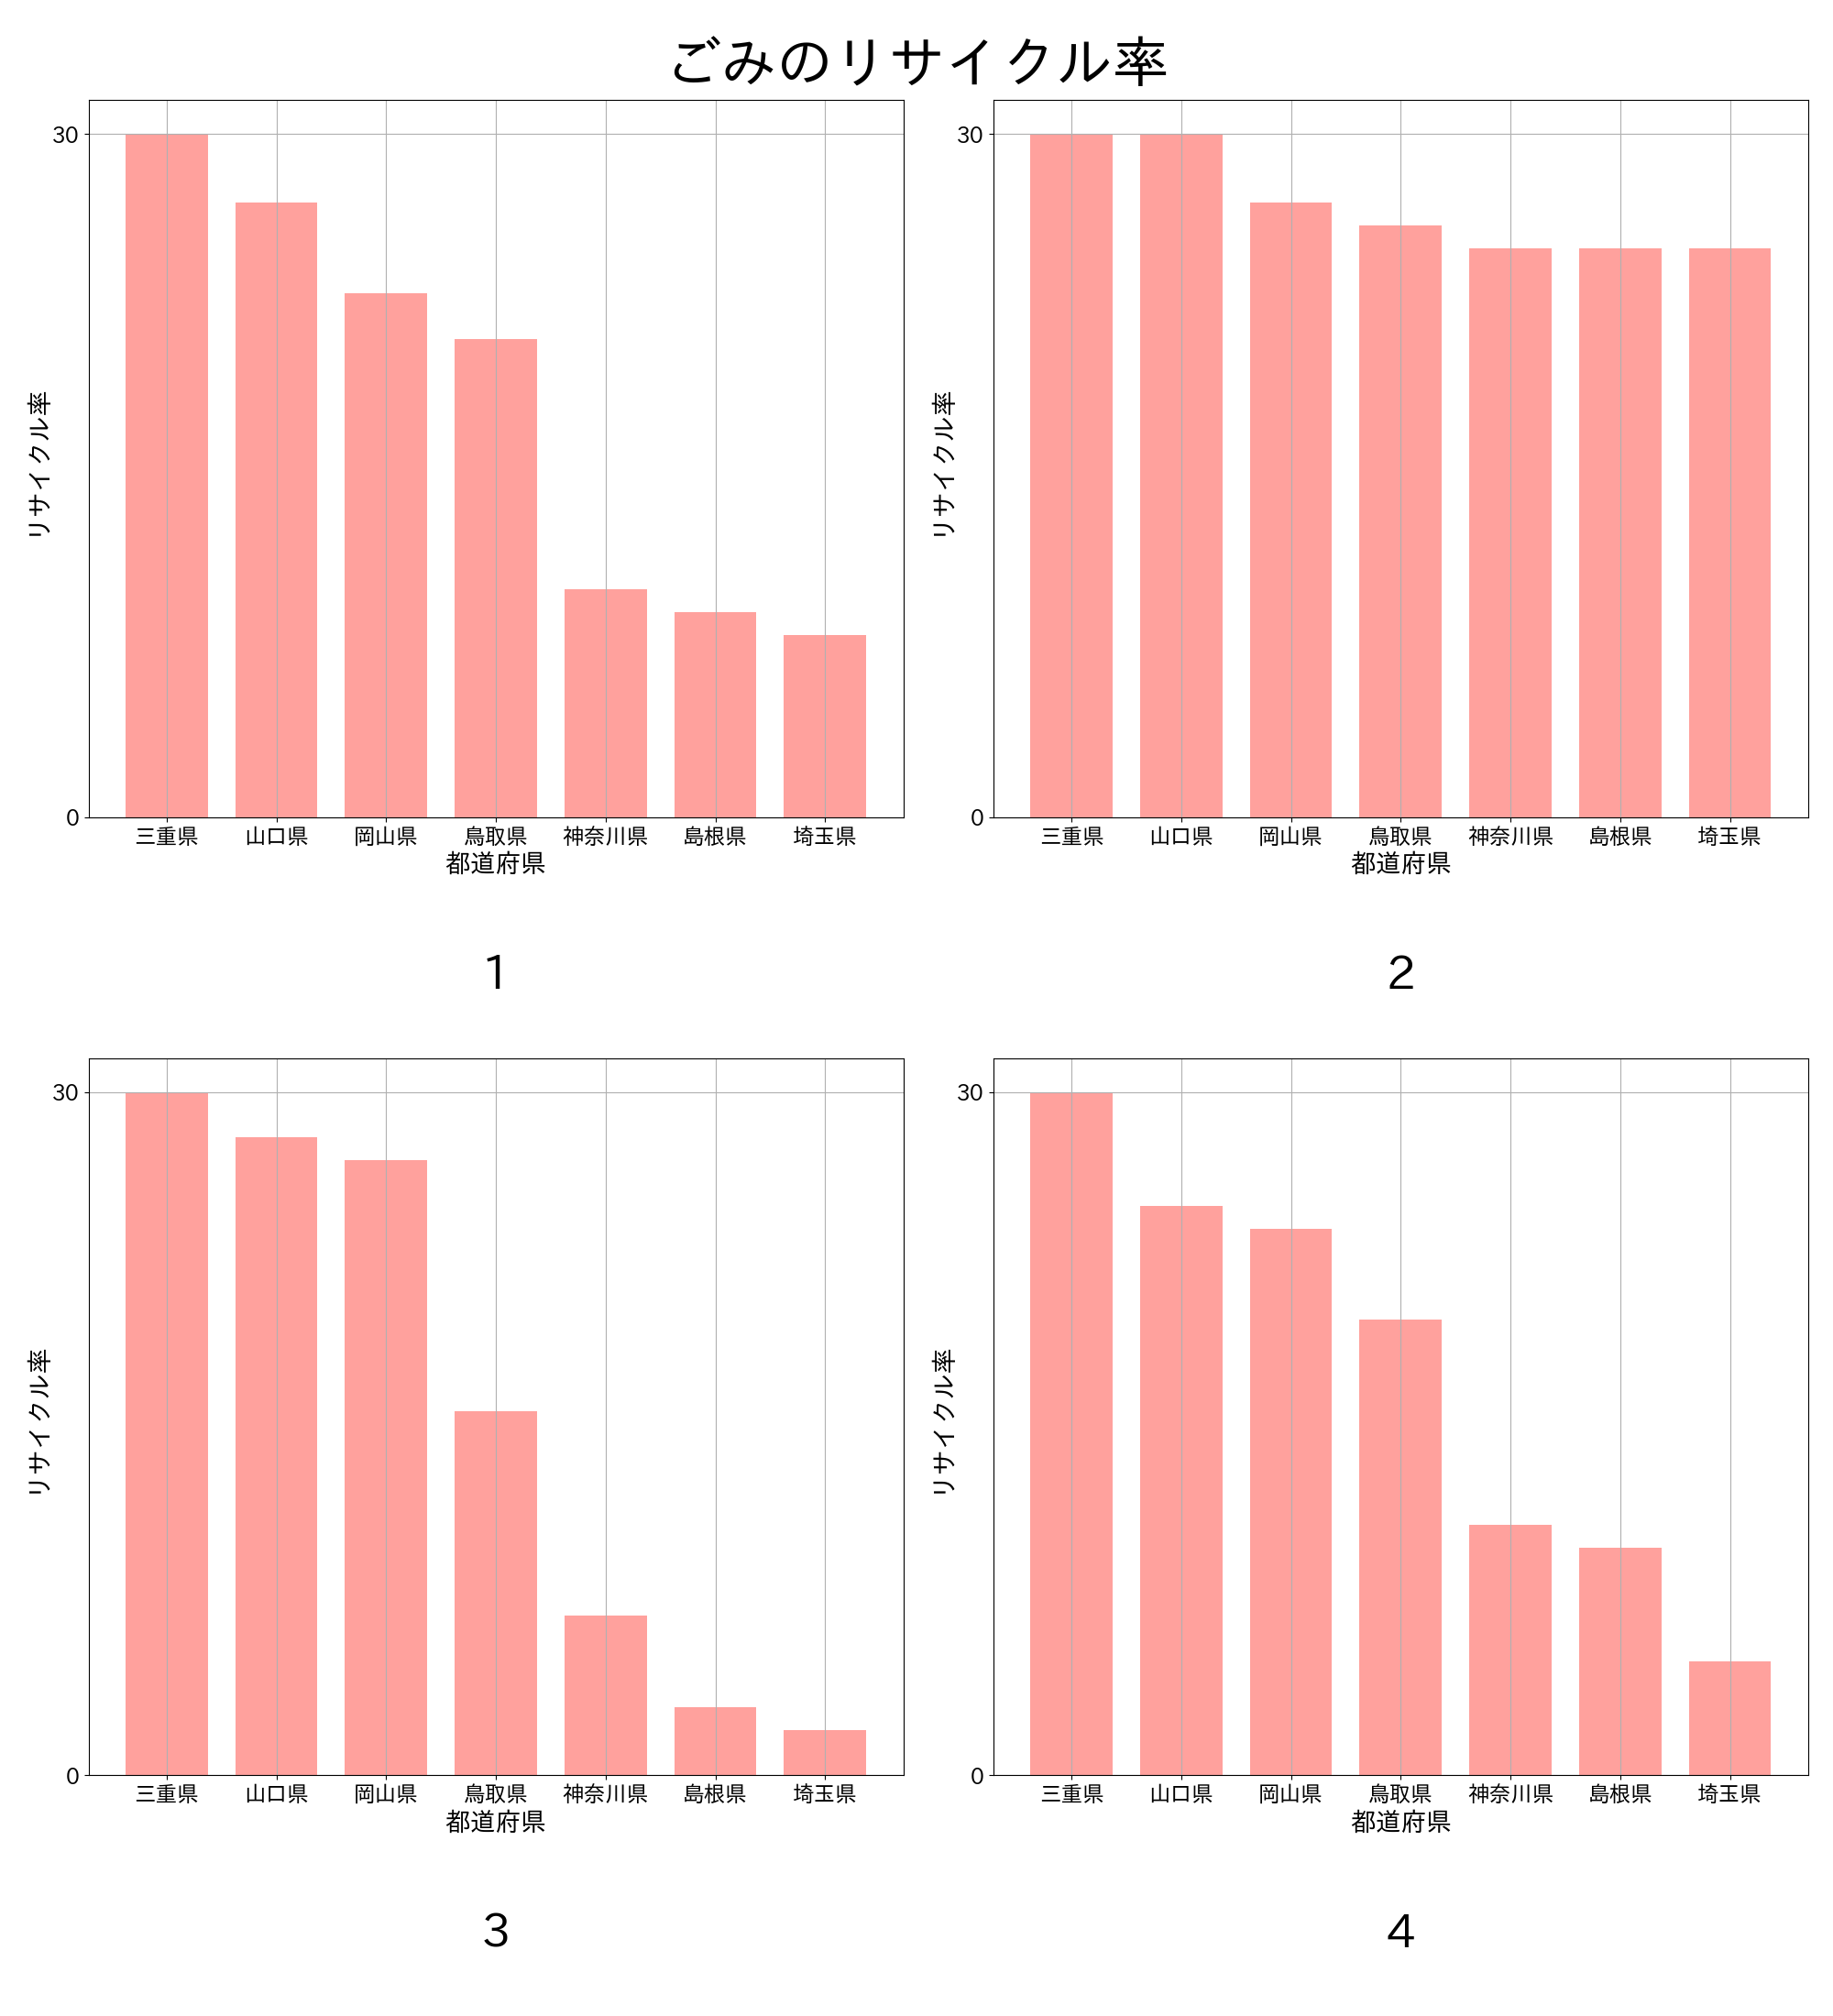 ごみのリサイクル率
30
0
リサイクル率
三重県 山口県 岡山県 鳥取県 神奈川県 島根県 埼玉県
都道府県
1
30
0
リサイクル率
三重県 山口県 岡山県 鳥取県 神奈川県 島根県 埼玉県
都道府県
2
30
0
リサイクル率
三重県 山口県 岡山県 鳥取県 神奈川県 島根県 埼玉県
都道府県
3
30
0
リサイクル率
三重県 山口県 岡山県 鳥取県 神奈川県 島根県 埼玉県
都道府県
4